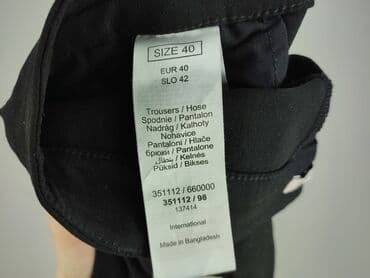 SIZE 40
EUR 40
SLO 42
Trousers / Hose
Spodnie / Pantalon
Nadrág / Kalhoty
Nohavice
Pantaloni / Hlače
брюки / Pantalone
بنطال / Kelnės
Püksid / Bikses
351112 / 660000
351112 / 98
137414
International
Made in Bangladesh